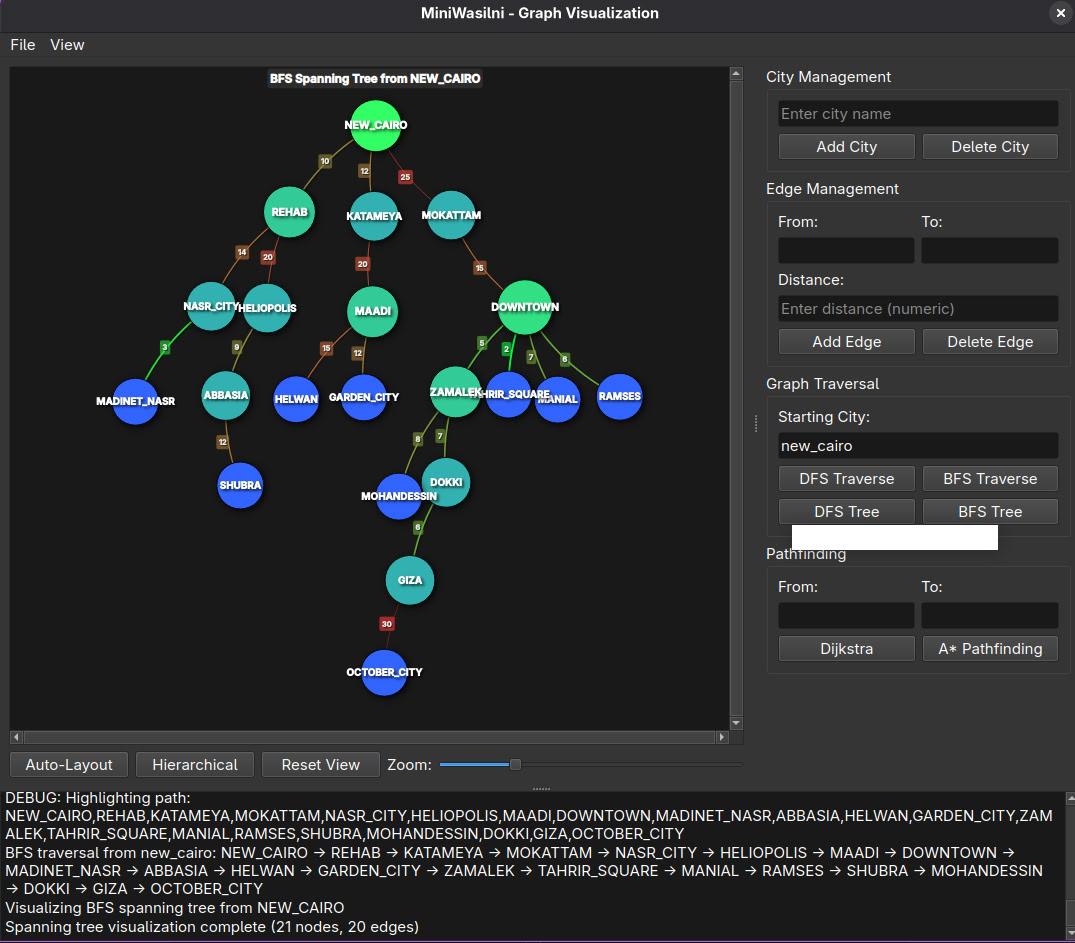 MiniWasilni - Graph Visualization
File View
BFS Spanning Tree from NEW_CAIRO
NEW_CAIRO
10
12
25
REHAB
KATAMEYA
MOKATTAM
14
20
20
15
NASR_CITY
HELIOPOLIS
MAADI
DOWNTOWN
3
9
15
12
5
2
7
6
MADINET_NASR
ABBASIA
HELWAN
GARDEN_CITY
ZAMALEK
HRIR_SQUARE
MANIAL
RAMSES
12
8
7
SHUBRA
MOHANDESSIN
DOKKI
6
GIZA
30
OCTOBER_CITY
City Management
Enter city name
Add City Delete City
Edge Management
From: To:
Distance:
Enter distance (numeric)
Add Edge Delete Edge
Graph Traversal
Starting City:
new_cairo
DFS Traverse BFS Traverse
DFS Tree BFS Tree
Pathfinding
From: To:
Dijkstra A* Pathfinding
Auto-Layout Hierarchical Reset View Zoom:
DEBUG: Highlighting path:
NEW_CAIRO,REHAB,KATAMEYA,MOKATTAM,NASR_CITY,HELIOPOLIS,MAADI,DOWNTOWN,MADINET_NASR,ABBASIA,HELWAN,GARDEN_CITY,ZAM
ALEK,TAHRIR_SQUARE,MANIAL,RAMSES,SHUBRA,MOHANDESSIN,DOKKI,GIZA,OCTOBER_CITY
BFS traversal from new_cairo: NEW_CAIRO → REHAB → KATAMEYA → MOKATTAM → NASR_CITY → HELIOPOLIS → MAADI → DOWNTOWN →
MADINET_NASR → ABBASIA → HELWAN → GARDEN_CITY → ZAMALEK → TAHRIR_SQUARE → MANIAL → RAMSES → SHUBRA → MOHANDESSIN
→ DOKKI → GIZA → OCTOBER_CITY
Visualizing BFS spanning tree from NEW_CAIRO
Spanning tree visualization complete (21 nodes, 20 edges)